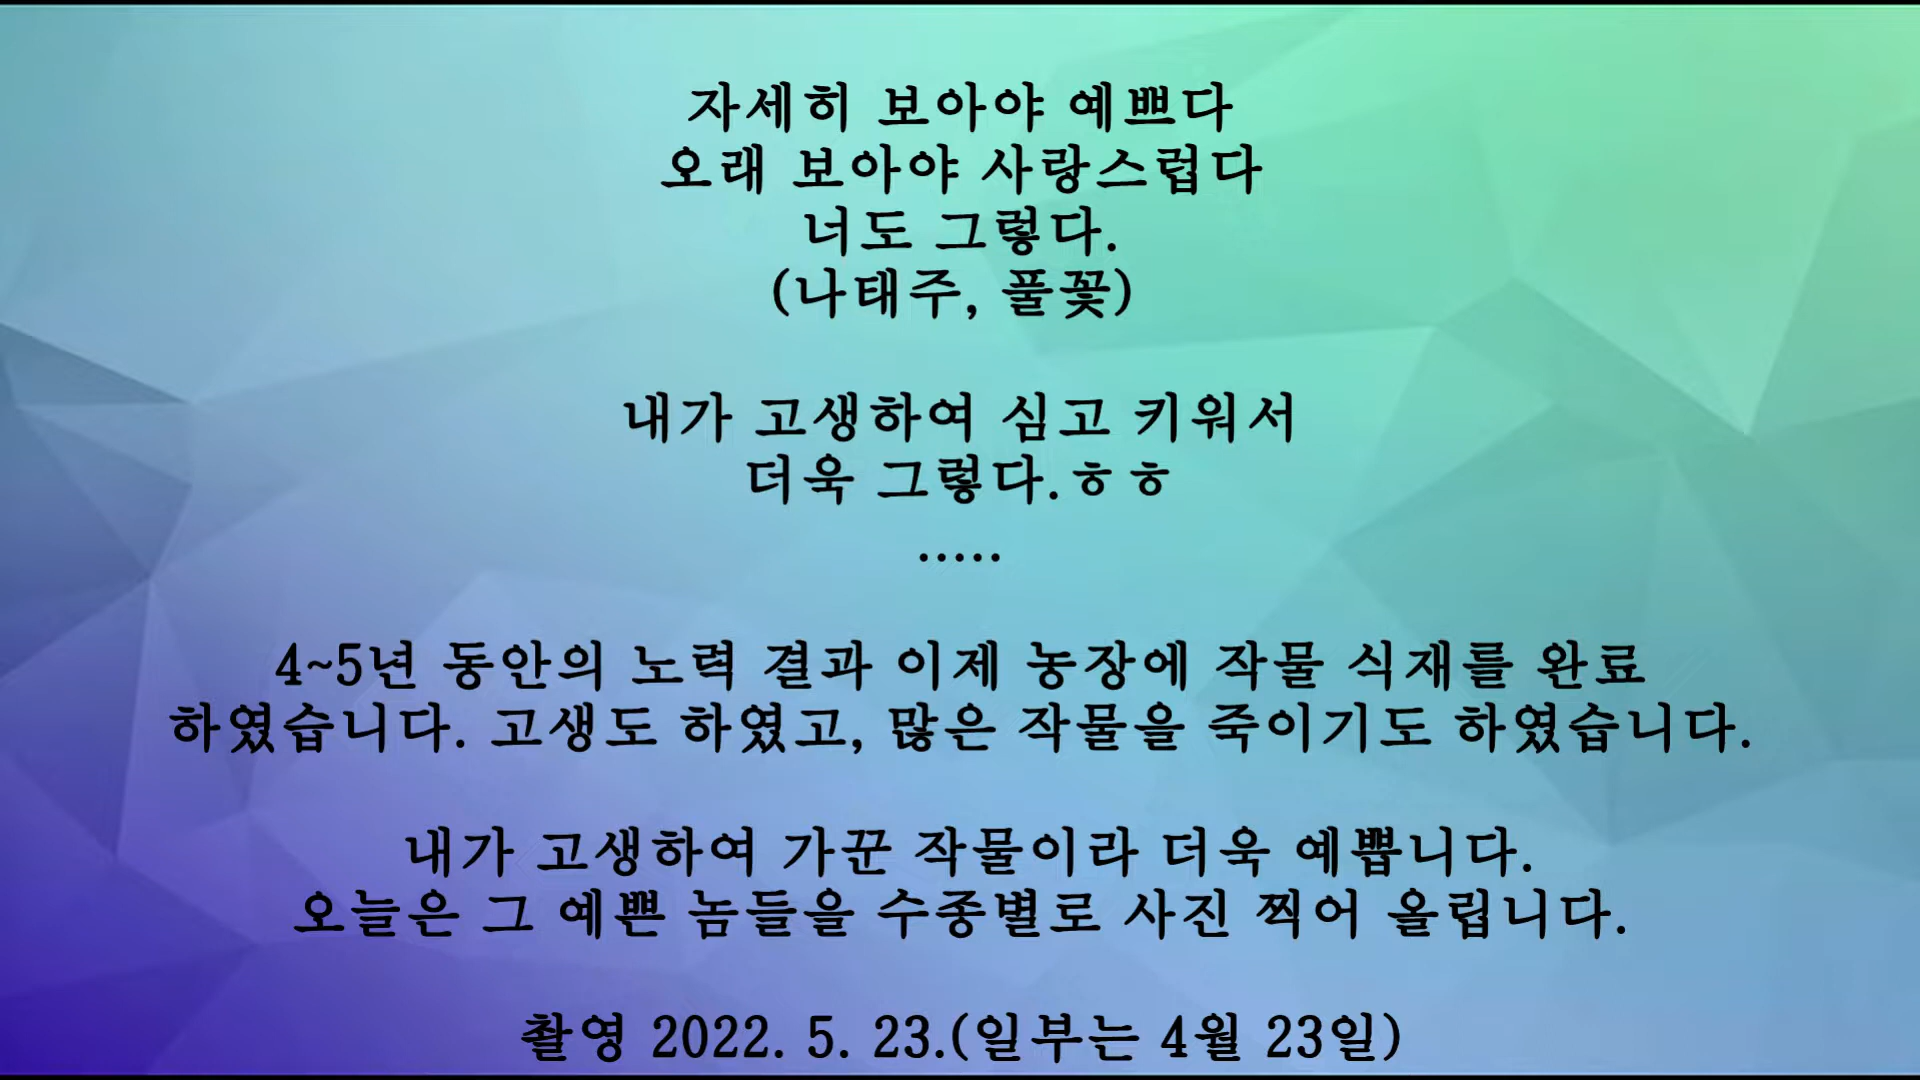 자세히 보아야 예쁘다
오래 보아야 사랑스럽다
너도 그렇다.
(나태주, 풀꽃)
내가 고생하여 심고 키워서
더욱 그렇다.ㅎㅎ
.....
4~5년 동안의 노력 결과 이제 농장에 작물 식재를 완료
하였습니다. 고생도 하였고, 많은 작물을 죽이기도 하였습니다.
내가 고생하여 가꾼 작물이라 더욱 예쁩니다.
오늘은 그 예쁜 놈들을 수종별로 사진 찍어 올립니다.
촬영 2022. 5. 23.(일부는 4월 23일)